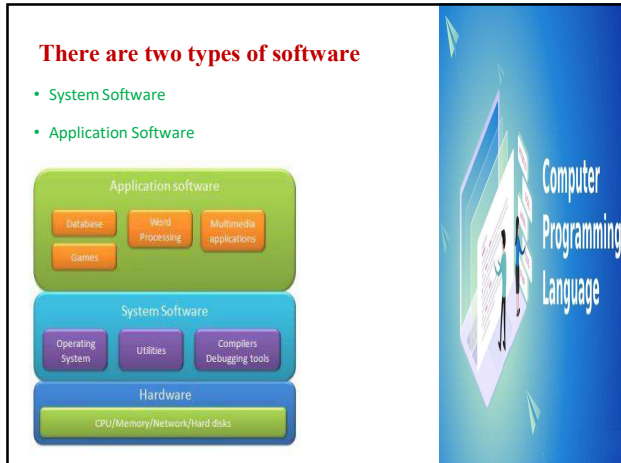 There are two types of software
• System Software
• Application Software
Application software
Database
Word
Processing
Multimedia
applications
Games
System Software
Operating
System
Utilities
Compilers
Debugging tools
Hardware
CPU/Memory/Network/Hard disks
Computer
Programming
Language